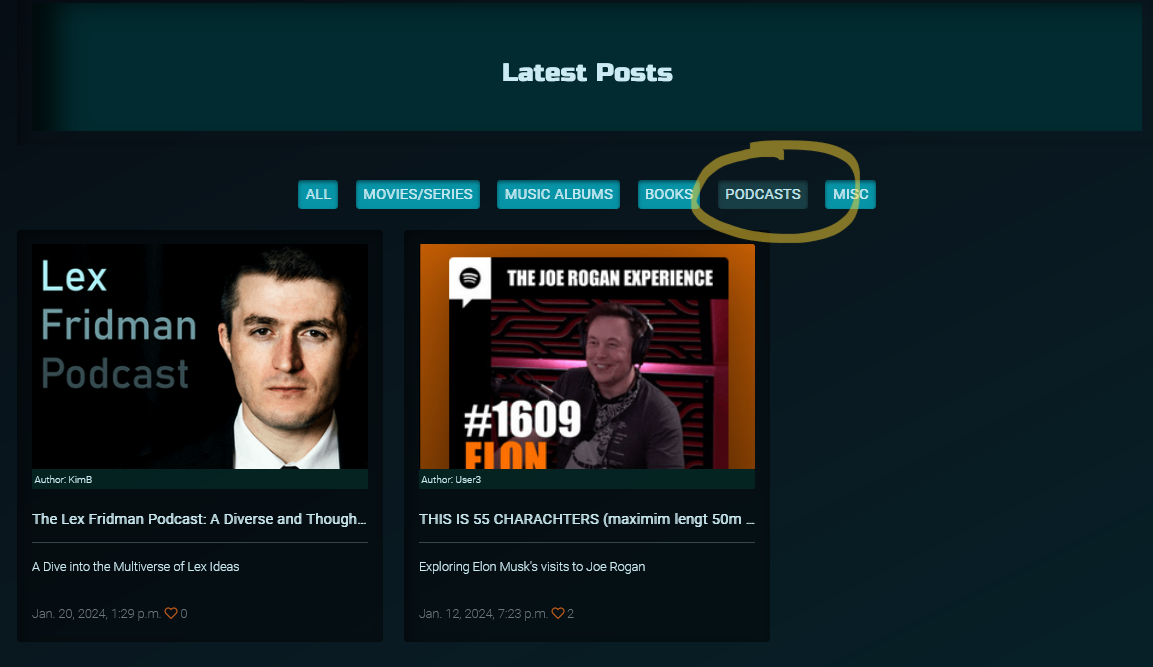 Latest Posts
ALL MOVIES/SERIES MUSIC ALBUMS BOOKS PODCASTS MISC
Lex
Fridman
Podcast
Author: KimB
The Lex Fridman Podcast: A Diverse and Though...
A Dive into the Multiverse of Lex Ideas
Jan. 20, 2024, 1:29 p.m. 0
THE JOE ROGAN EXPERIENCE
#1609
ELON
Author: User3
THIS IS 55 CHARACHTERS (maximim lengt 50m ...
Exploring Elon Musk's visits to Joe Rogan
Jan. 12, 2024, 7:23 p.m. 2